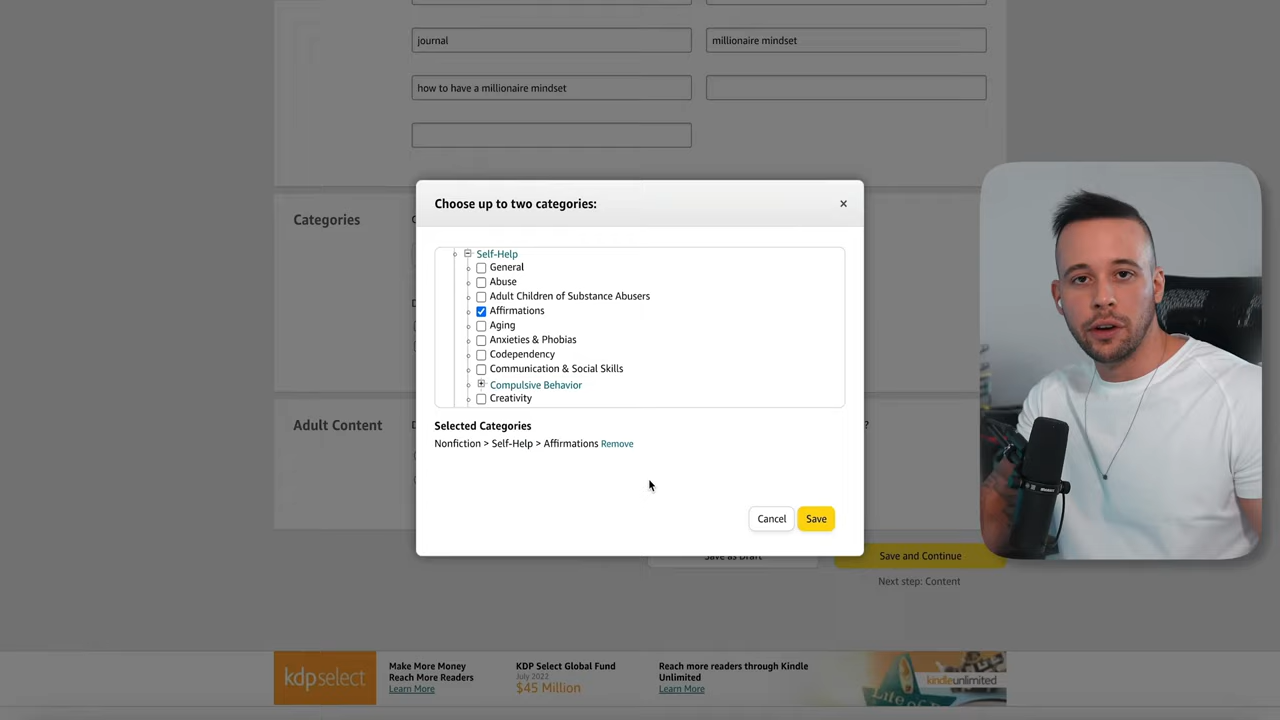 journal
millionaire mindset
how to have a millionaire mindset
Categories
Choose up to two categories:
×
Self-Help
General
Abuse
Adult Children of Substance Abusers
Affirmations
Aging
Anxieties & Phobias
Codependency
Communication & Social Skills
Compulsive Behavior
Creativity
Selected Categories
Nonfiction > Self-Help > Affirmations Remove
Cancel
Save
Adult Content
?
Save as Draft
Save and Continue
Next step: Content
kdpselect
Make More Money
Reach More Readers
Learn More
KDP Select Global Fund
July 2022
$45 Million
Reach more readers through Kindle
Unlimited
Learn More
kindleunlimited